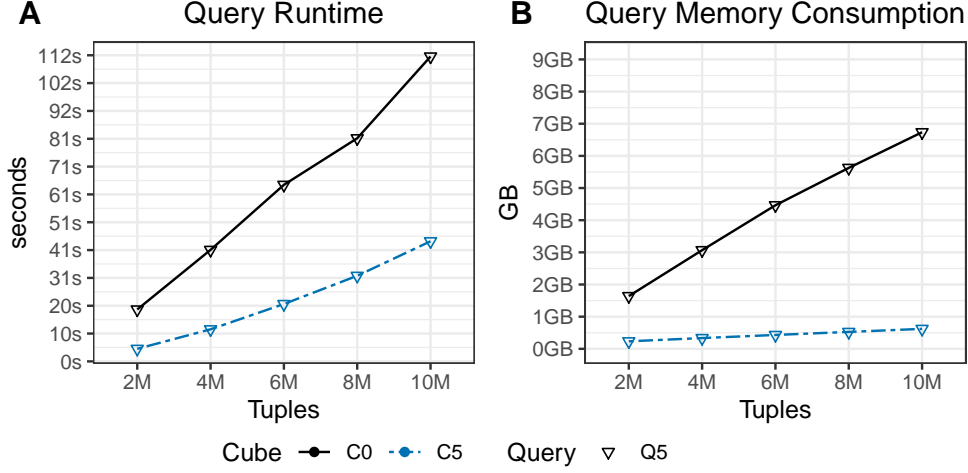 A Query Runtime
seconds
112s
102s
92s
81s
71s
61s
51s
41s
31s
20s
10s
0s
2M 4M 6M 8M 10M
Tuples
B Query Memory Consumption
GB
9GB
8GB
7GB
6GB
5GB
4GB
3GB
2GB
1GB
0GB
2M 4M 6M 8M 10M
Tuples
Cube C0 C5 Query Q5